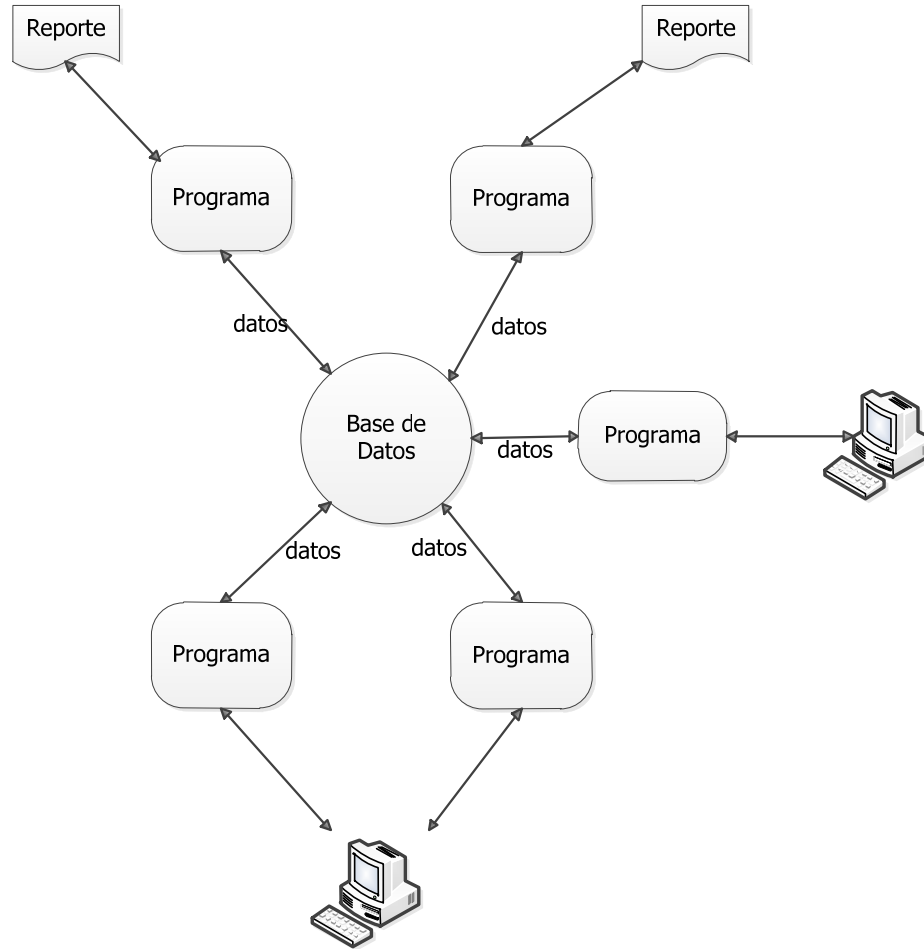 Reporte
Reporte
Programa
Programa
datos
datos
Base de
Datos
datos
Programa
datos
datos
Programa
Programa